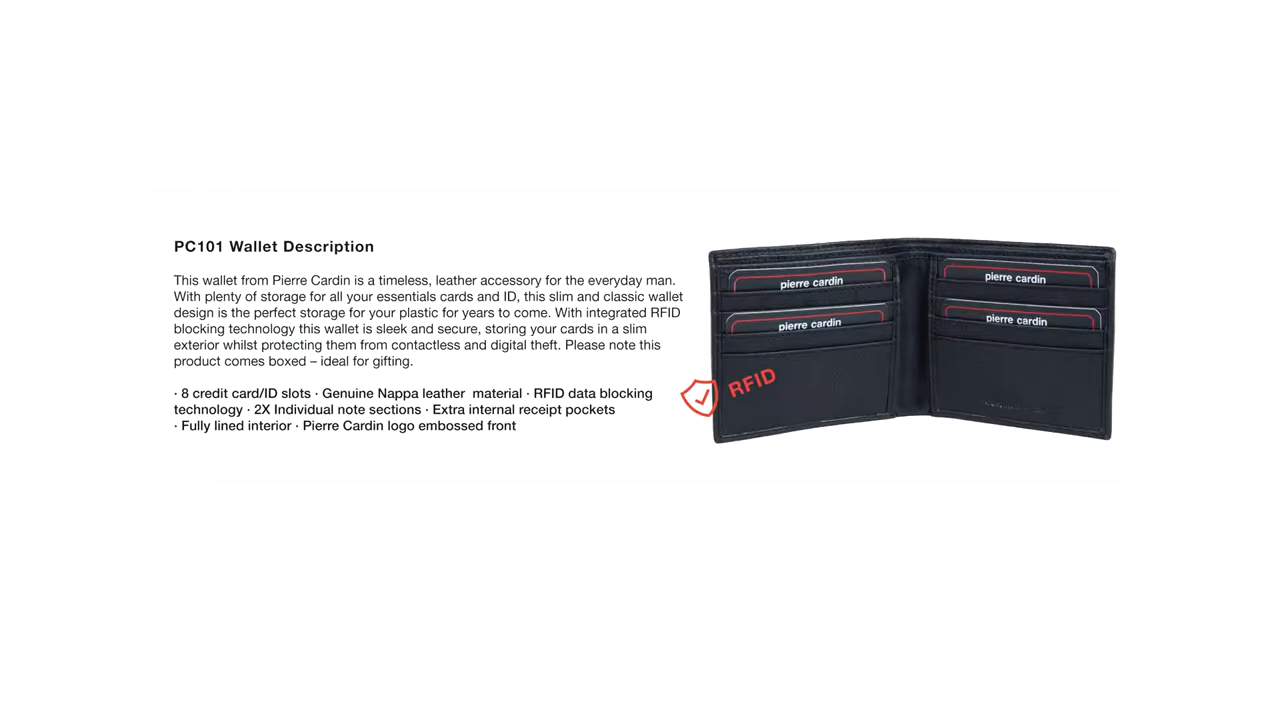 PC101 Wallet Description
This wallet from Pierre Cardin is a timeless, leather accessory for the everyday man.
With plenty of storage for all your essentials cards and ID, this slim and classic wallet
design is the perfect storage for your plastic for years to come. With integrated RFID
blocking technology this wallet is sleek and secure, storing your cards in a slim
exterior whilst protecting them from contactless and digital theft. Please note this
product comes boxed – ideal for gifting.
· 8 credit card/ID slots · Genuine Nappa leather  material · RFID data blocking
technology · 2X Individual note sections · Extra internal receipt pockets
· Fully lined interior · Pierre Cardin logo embossed front
pierre cardin
pierre cardin
pierre cardin
pierre cardin
RFID